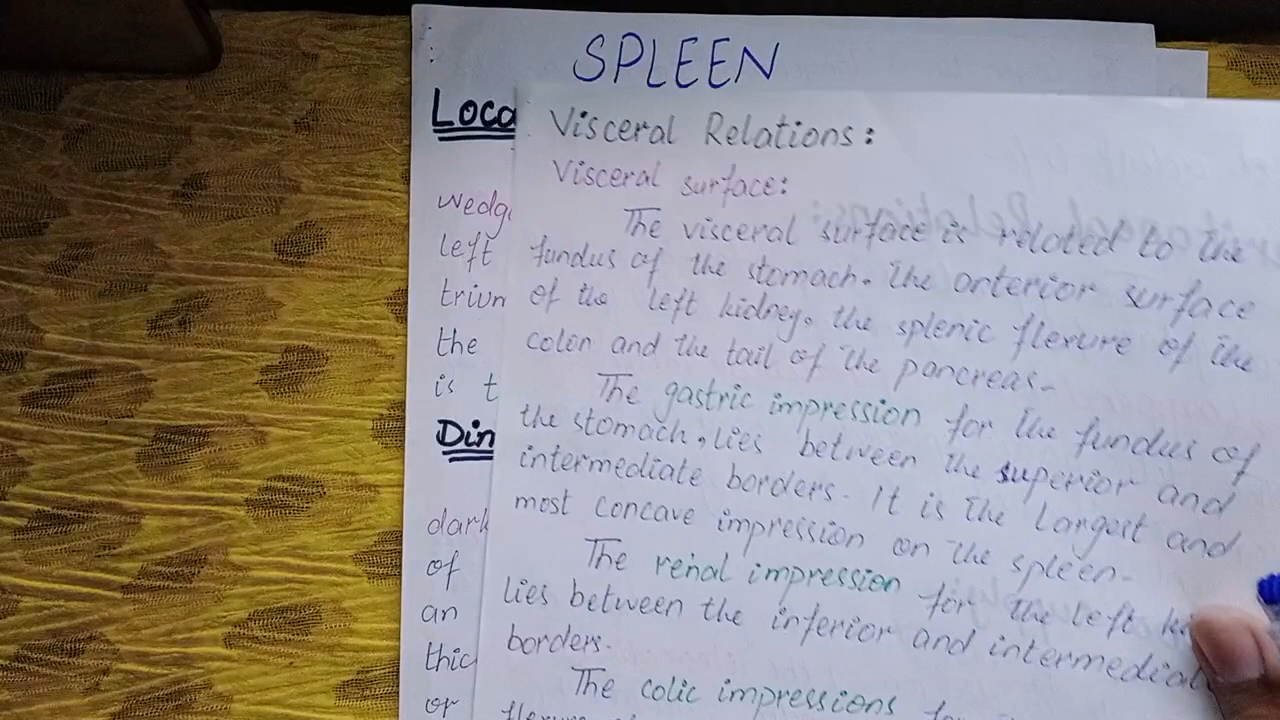 SPLEEN
Loca
wedg
left
trian
the
is t
Dim
dark
of
an
thic
or
Visceral Relations:
Visceral surface:
The visceral surface is related to the
fundus of the stomach. The anterior surface
of the left kidney. the splenic flexure of the
colon and the tail of the pancreas.
The gastric impression for the fundus of
the stomach, lies between the superior and
intermediate borders. It is the largest and
most concave impression on the spleen.
The renal impression for the left k
lies between the inferior and intermediat
borders.
The colic impressions